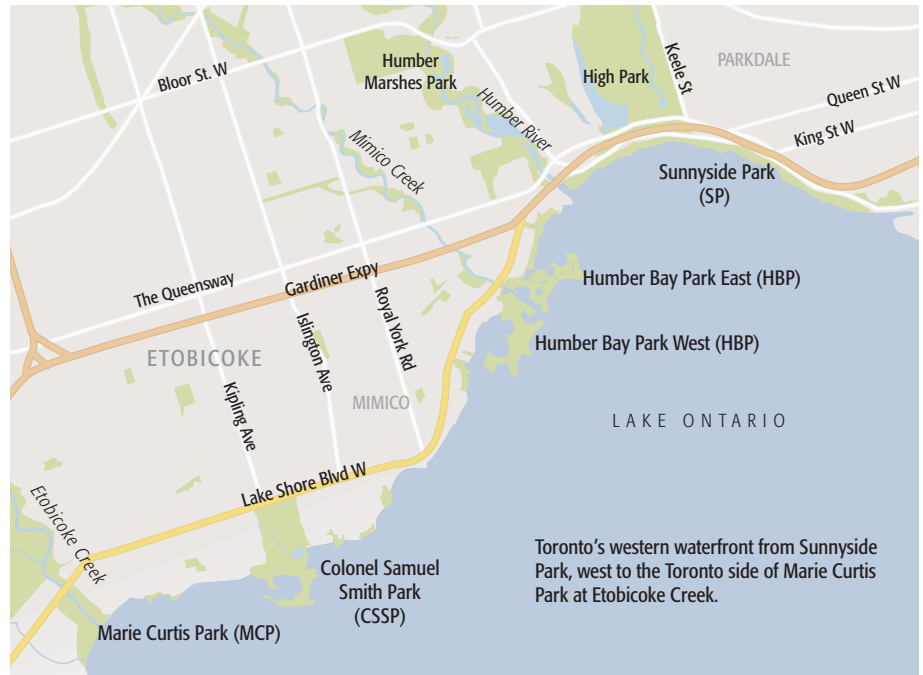 Bloor St. W
Humber
Marshes Park
Humber River
High Park
Keele St
PARKDALE
Queen St W
King St W
Mimico Creek
Sunnyside Park
(SP)
The Queensway
Gardiner Expy
Humber Bay Park East (HBP)
Royal York Rd
Islington Ave
Humber Bay Park West (HBP)
ETOBICOKE
Kipling Ave
MIMICO
LAKE ONTARIO
Lake Shore Blvd W
Etobicoke Creek
Colonel Samuel
Smith Park
(CSSP)
Toronto's western waterfront from Sunnyside
Park, west to the Toronto side of Marie Curtis
Park at Etobicoke Creek.
Marie Curtis Park (MCP)